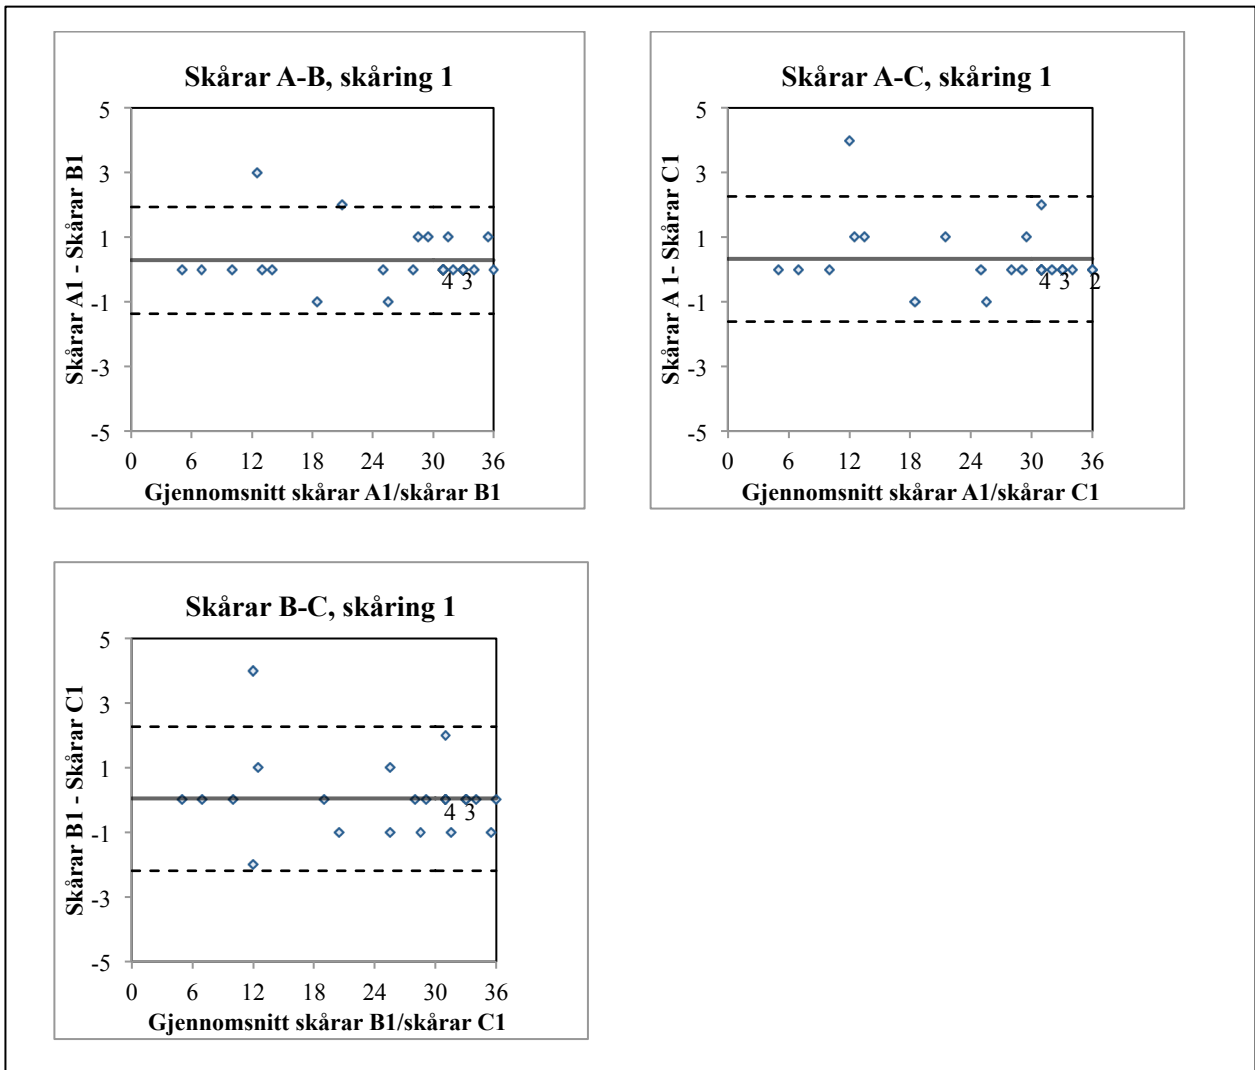 Skårar A-B, skåring 1
5
3
1
-1
-3
-5
Skårar A1 - Skårar B1
4 3
0 6 12 18 24 30 36
Gjennomsnitt skårar A1/skårar B1
Skårar A-C, skåring 1
5
3
1
-1
-3
-5
Skårar A 1- Skårar C1
4 3 2
0 6 12 18 24 30 36
Gjennomsnitt skårar A1/skårar C1
Skårar B-C, skåring 1
5
3
1
-1
-3
-5
Skårar B1 - Skårar C1
4 3
0 6 12 18 24 30 36
Gjennomsnitt skårar B1/skårar C1